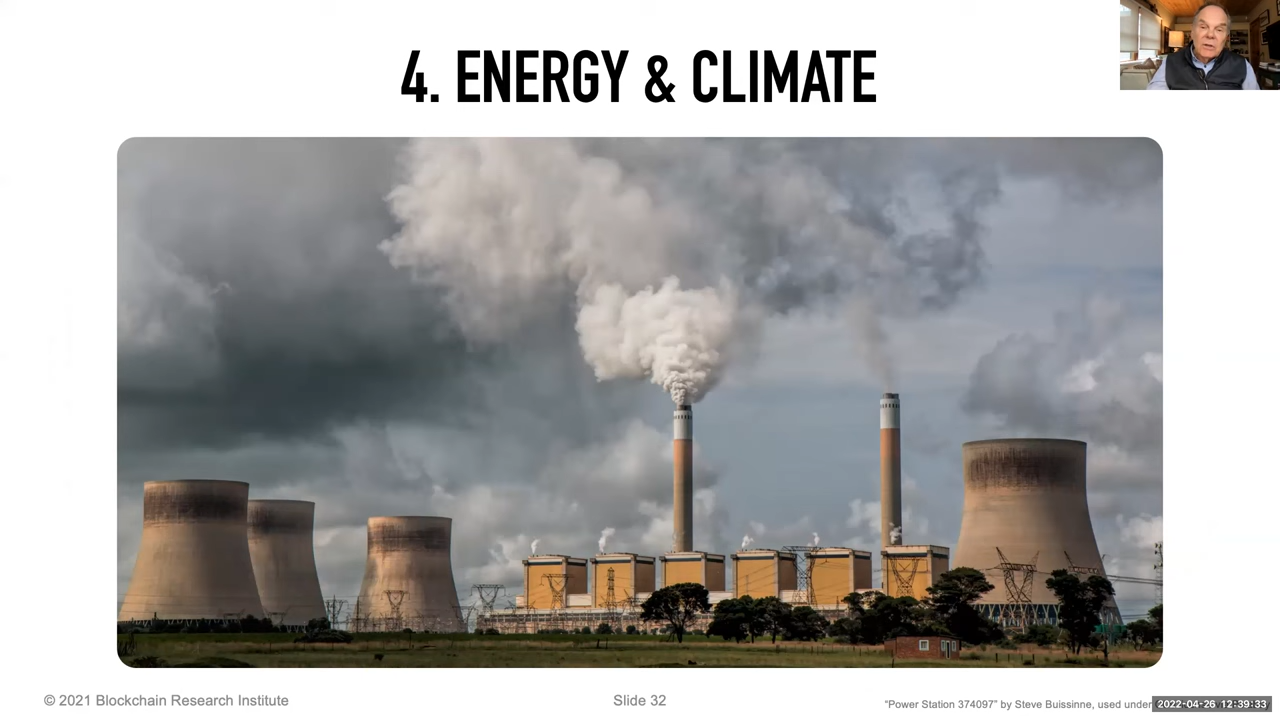 4. ENERGY & CLIMATE
© 2021 Blockchain Research Institute
Slide 32
"Power Station 374097" by Steve Buissinne, used under
2022-04-26 12:39:33